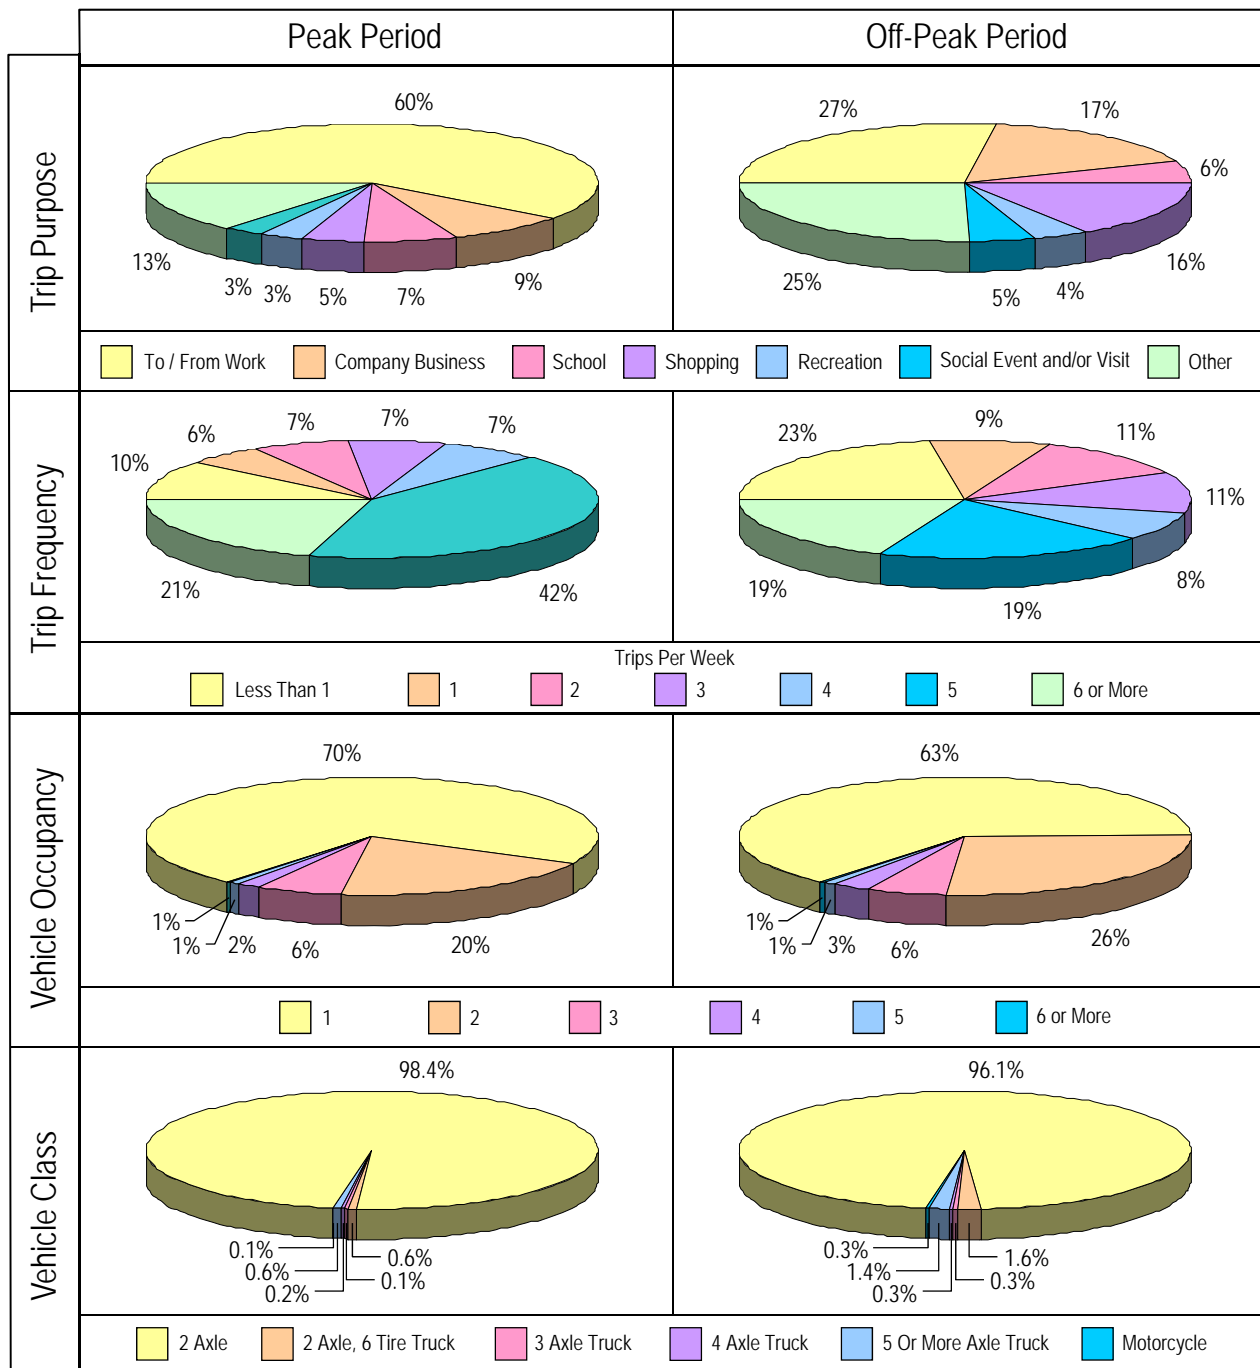 Peak Period
Off-Peak Period
Trip Purpose
60%
13%
3%
3%
5%
7%
9%
27%
17%
6%
16%
4%
5%
25%
To / From Work
Company Business
School
Shopping
Recreation
Social Event and/or Visit
Other
Trip Frequency
10%
6%
7%
7%
7%
42%
21%
23%
9%
11%
11%
8%
19%
19%
Trips Per Week
Less Than 1
1
2
3
4
5
6 or More
Vehicle Occupancy
70%
1%
1%
2%
6%
20%
63%
1%
1%
3%
6%
26%
1
2
3
4
5
6 or More
Vehicle Class
98.4%
0.1%
0.6%
0.2%
0.1%
0.6%
96.1%
0.3%
1.4%
0.3%
0.3%
1.6%
2 Axle
2 Axle, 6 Tire Truck
3 Axle Truck
4 Axle Truck
5 Or More Axle Truck
Motorcycle